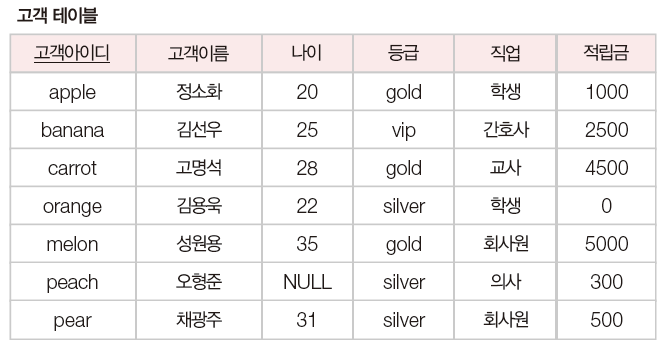 고객 테이블
고객아이디 고객이름 나이 등급 직업 적립금
apple 정소화 20 gold 학생 1000
banana 김선우 25 vip 간호사 2500
carrot 고명석 28 gold 교사 4500
orange 김용욱 22 silver 학생 0
melon 성원용 35 gold 회사원 5000
peach 오형준 NULL silver 의사 300
pear 채광주 31 silver 회사원 500